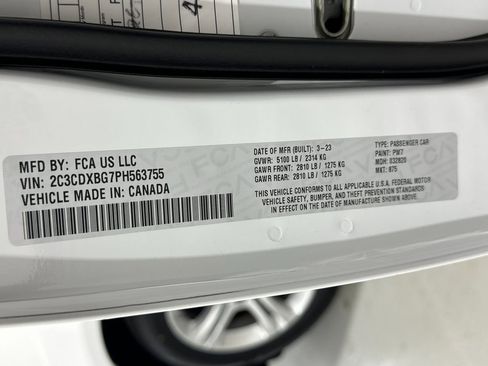 MFD BY: FCA US LLC
VIN: 2C3CDXBG7PH563755
VEHICLE MADE IN: CANADA
DATE OF MFR (BUILT): 3-23
GVWR: 5100 LB / 2314 KG
GAWR FRONT: 2810 LB / 1275 KG
GAWR REAR: 2810 LB / 1275 KG
TYPE: PASSENGER CAR
PAINT: PW7
MDH: 032820
MKT: 875
THIS VEHICLE CONFORMS TO ALL APPLICABLE U.S.A. FEDERAL MOTOR
VEHICLE SAFETY, BUMPER, AND THEFT PREVENTION STANDARDS
IN EFFECT ON THE DATE OF MANUFACTURE SHOWN ABOVE.